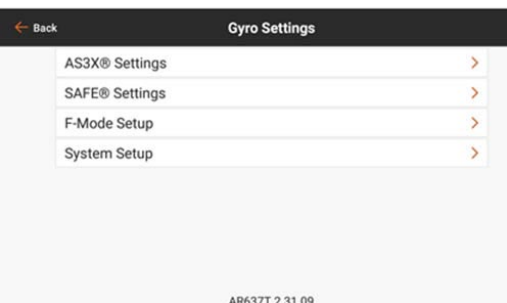 Back
Gyro Settings
AS3X® Settings
SAFE® Settings
F-Mode Setup
System Setup
AR637T 2.31.09